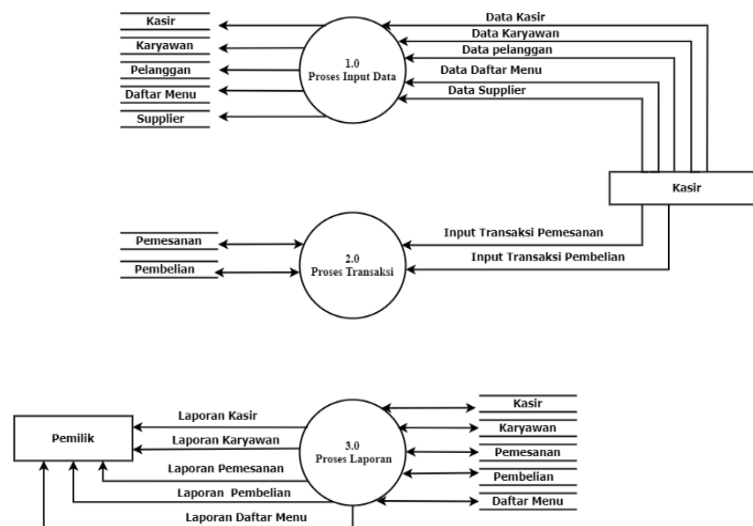 Kasir
Karyawan
Pelanggan
Daftar Menu
Supplier
1.0
Proses Input Data
Data Kasir
Data Karyawan
Data pelanggan
Data Daftar Menu
Data Supplier
Kasir
Pemesanan
Pembelian
2.0
Proses Transaksi
Input Transaksi Pemesanan
Input Transaksi Pembelian
Pemilik
Laporan Kasir
Laporan Karyawan
Laporan Pemesanan
Laporan Pembelian
Laporan Daftar Menu
3.0
Proses Laporan
Kasir
Karyawan
Pemesanan
Pembelian
Daftar Menu